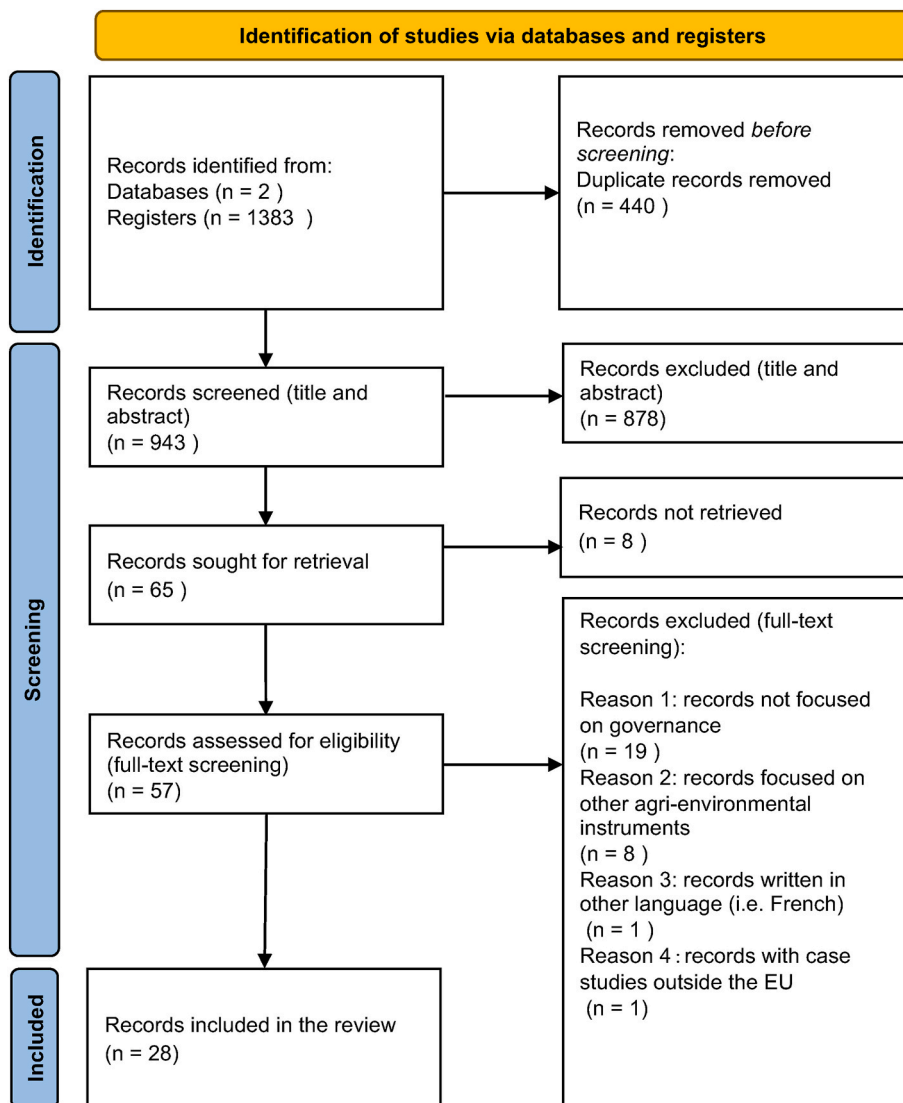 Identification of studies via databases and registers
Identification
Records identified from:
Databases (n = 2 )
Registers (n = 1383  )
Records removed before
screening:
Duplicate records removed
(n = 440 )
Screening
Records screened (title and
abstract)
(n = 943 )
Records excluded (title and
abstract)
(n = 878)
Records sought for retrieval
(n = 65 )
Records not retrieved
(n = 8 )
Records assessed for eligibility
(full-text screening)
(n = 57)
Records excluded (full-text
screening):
Reason 1: records not focused
on governance
(n = 19 )
Reason 2: records focused on
other agri-environmental
instruments
(n = 8 )
Reason 3: records written in
other language (i.e. French)
(n = 1 )
Reason 4 : records with case
studies outside the EU
(n = 1)
Included
Records included in the review
(n = 28)